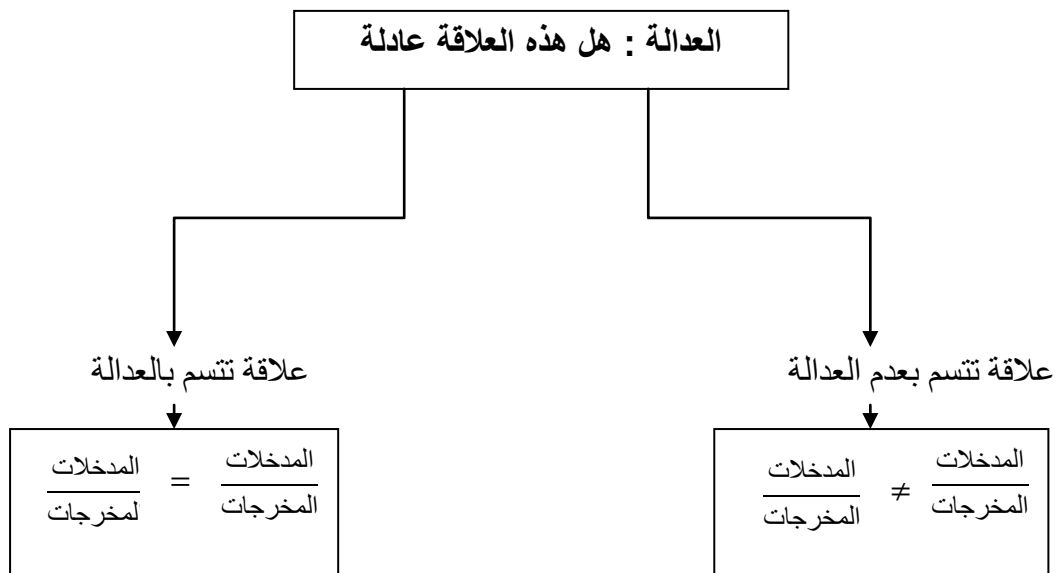 العدالة : هل هذه العلاقة عادلة
علاقة تتسم بعدم العدالة
علاقة تتسم بالعدالة
المدخلات
المخرجات
≠
المدخلات
المخرجات
المدخلات
المخرجات
=
المدخلات
لمخرجات